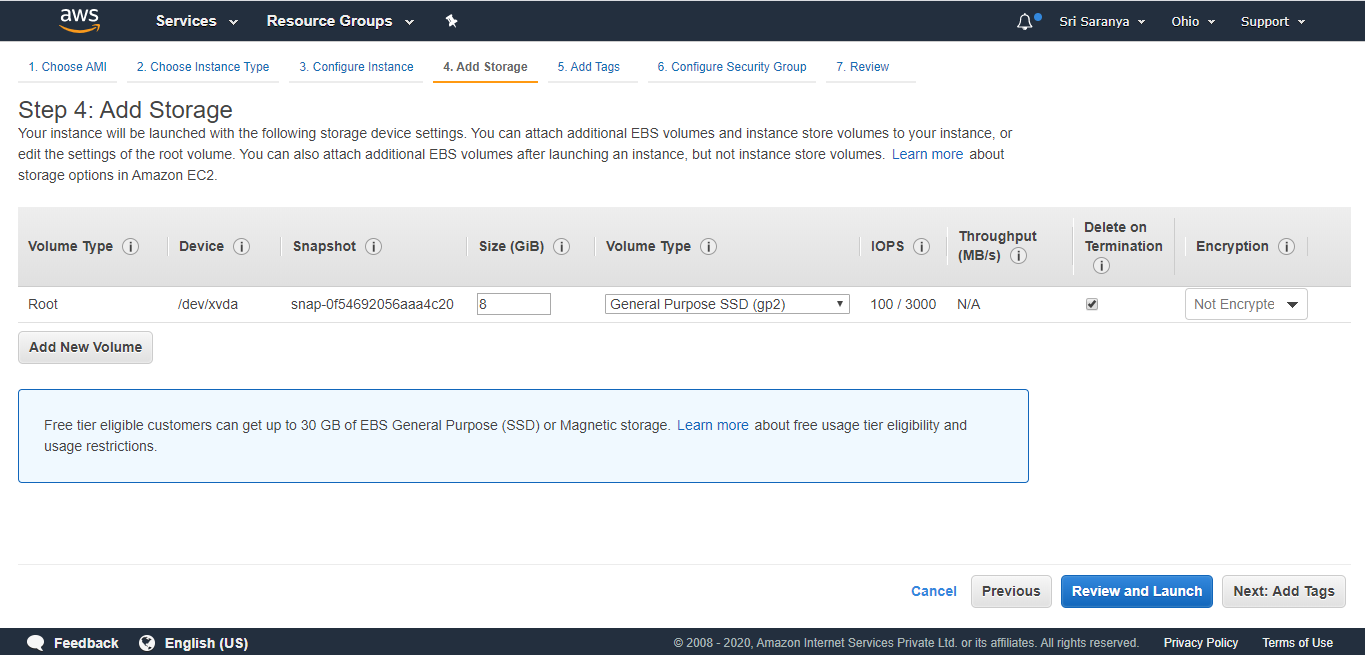 aws Services Resource Groups Sri Saranya Ohio Support
1. Choose AMI 2. Choose Instance Type 3. Configure Instance 4. Add Storage 5. Add Tags 6. Configure Security Group 7. Review
Step 4: Add Storage
Your instance will be launched with the following storage device settings. You can attach additional EBS volumes and instance store volumes to your instance, or
edit the settings of the root volume. You can also attach additional EBS volumes after launching an instance, but not instance store volumes. Learn more about
storage options in Amazon EC2.
Volume Type i Device i Snapshot i Size (GiB) i Volume Type i IOPS i Throughput (MB/s) i Delete on Termination i Encryption i
Root /dev/xvda snap-0f54692056aaa4c20 8 General Purpose SSD (gp2) 100 / 3000 N/A Not Encrypte
Add New Volume
Free tier eligible customers can get up to 30 GB of EBS General Purpose (SSD) or Magnetic storage. Learn more about free usage tier eligibility and
usage restrictions.
Cancel Previous Review and Launch Next: Add Tags
Feedback English (US) © 2008 - 2020, Amazon Internet Services Private Ltd. or its affiliates. All rights reserved. Privacy Policy Terms of Use